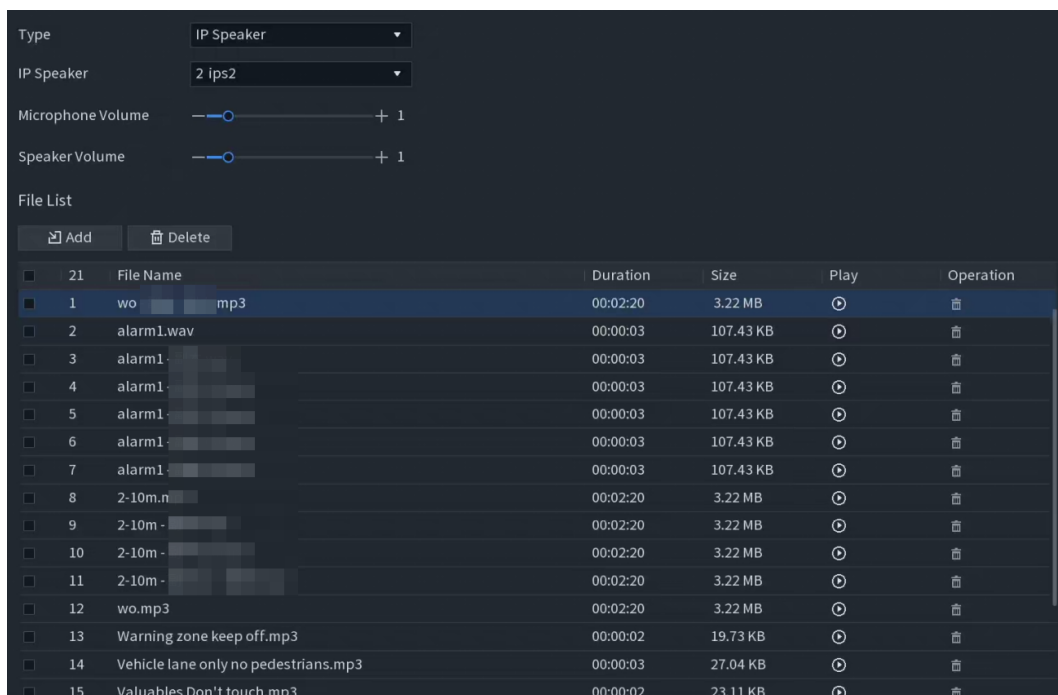 Type IP Speaker
IP Speaker 2 ips2
Microphone Volume 1
Speaker Volume 1
File List
Add Delete
21 File Name Duration Size Play Operation
1 wo mp3 00:02:20 3.22 MB
2 alarm1.wav 00:00:03 107.43 KB
3 alarm1 - 00:00:03 107.43 KB
4 alarm1 - 00:00:03 107.43 KB
5 alarm1 - 00:00:03 107.43 KB
6 alarm1 - 00:00:03 107.43 KB
7 alarm1 - 00:00:03 107.43 KB
8 2-10m. 00:02:20 3.22 MB
9 2-10m - 00:02:20 3.22 MB
10 2-10m - 00:02:20 3.22 MB
11 2-10m - 00:02:20 3.22 MB
12 wo.mp3 00:02:20 3.22 MB
13 Warning zone keep off.mp3 00:00:02 19.73 KB
14 Vehicle lane only no pedestrians.mp3 00:00:03 27.04 KB
15 Valuables Don't touch.mp3 00:00:02 23.11 KB